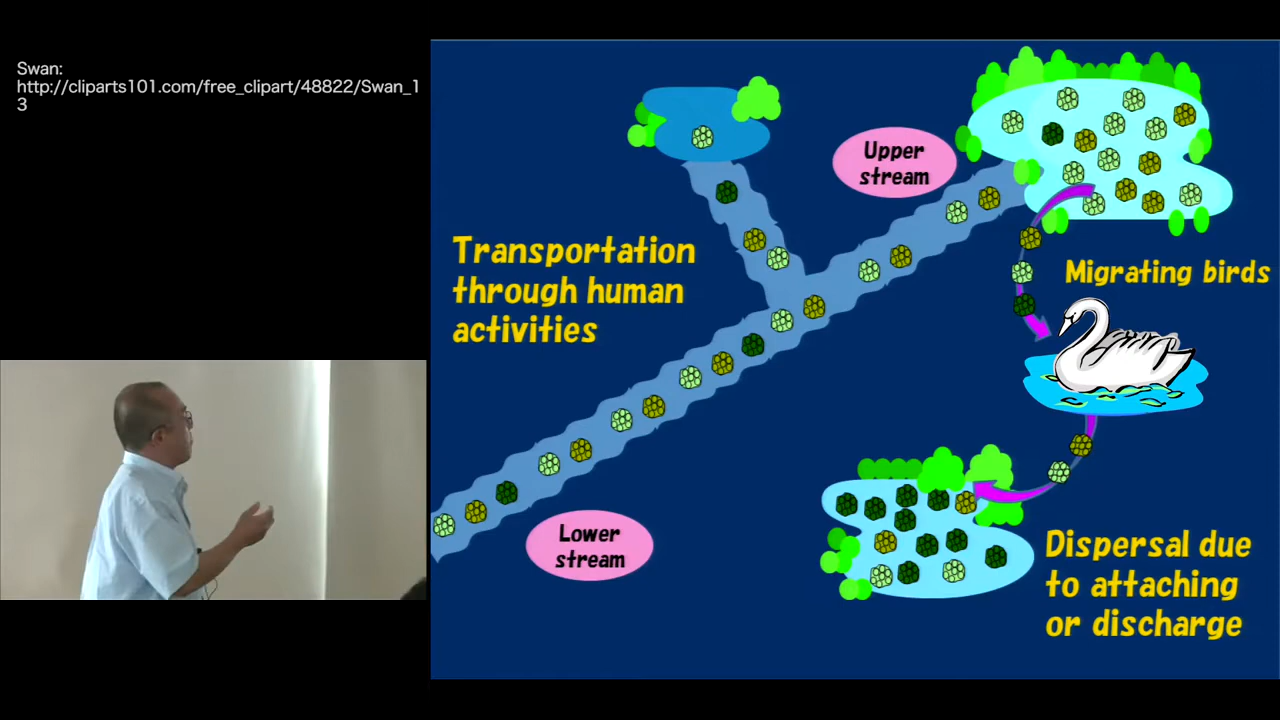 Swan:
http://cliparts101.com/free_clipart/48822/Swan_1
3
Upper
stream
Transportation
through human
activities
Migrating birds
Lower
stream
Dispersal due
to attaching
or discharge